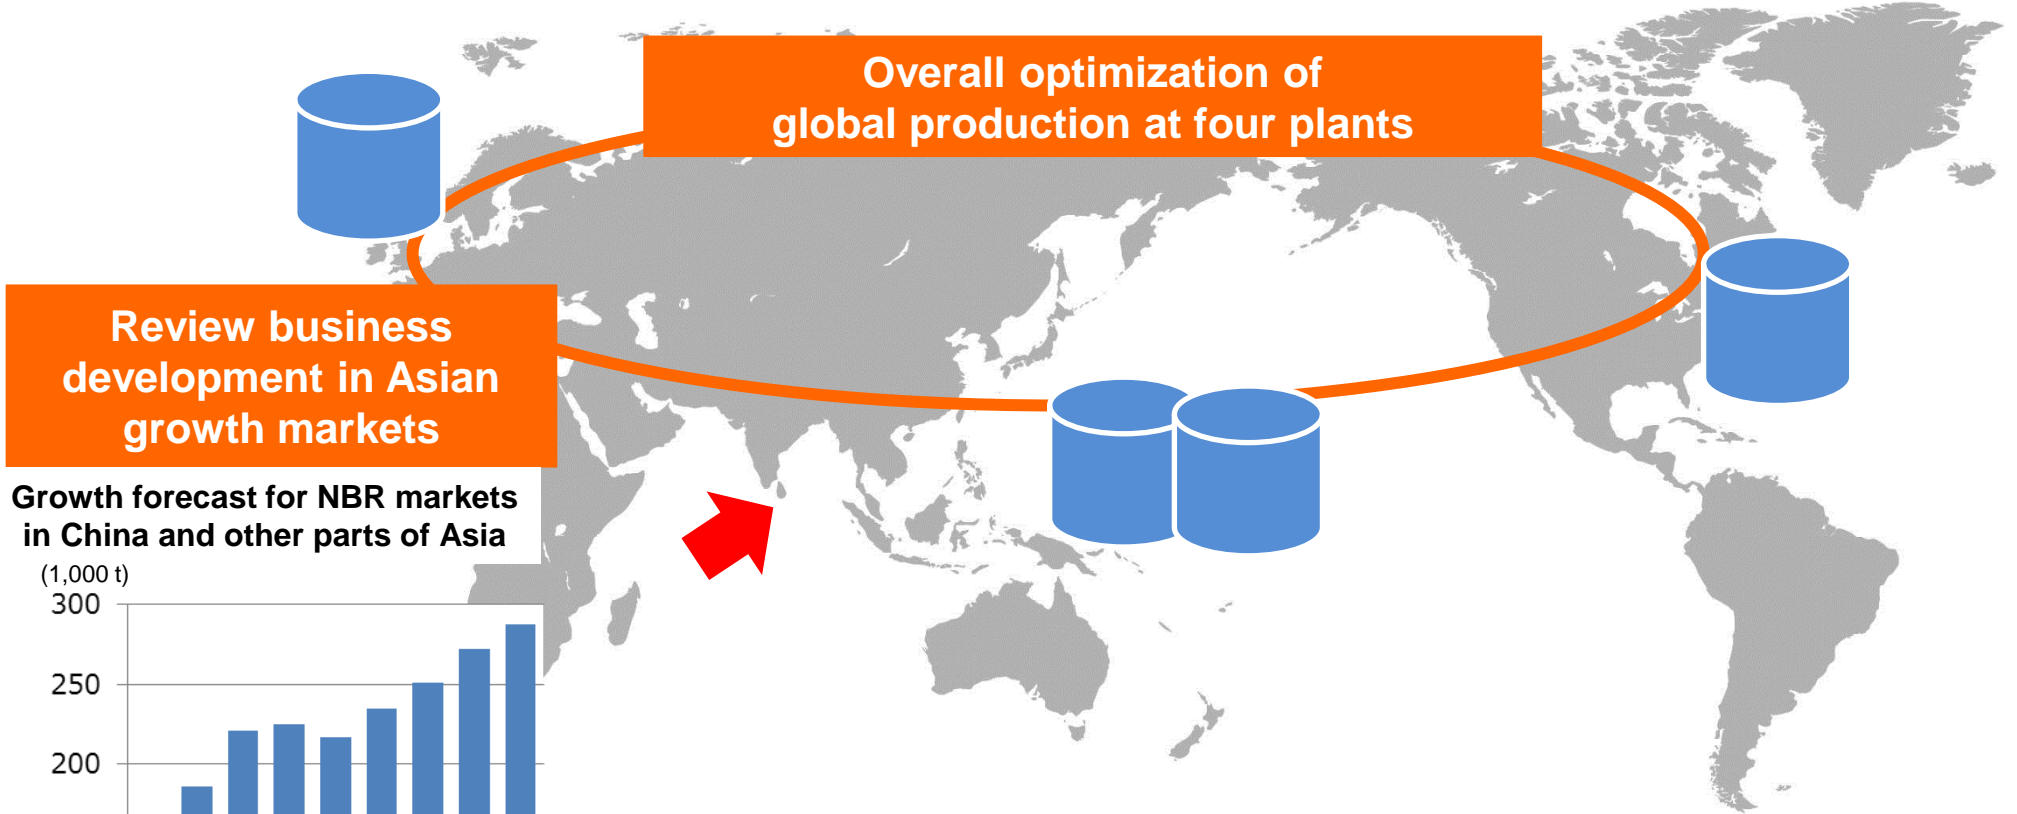 Overall optimization of
global production at four plants
Review business
development in Asian
growth markets
Growth forecast for NBR markets
in China and other parts of Asia
(1,000 t)
300
250
200